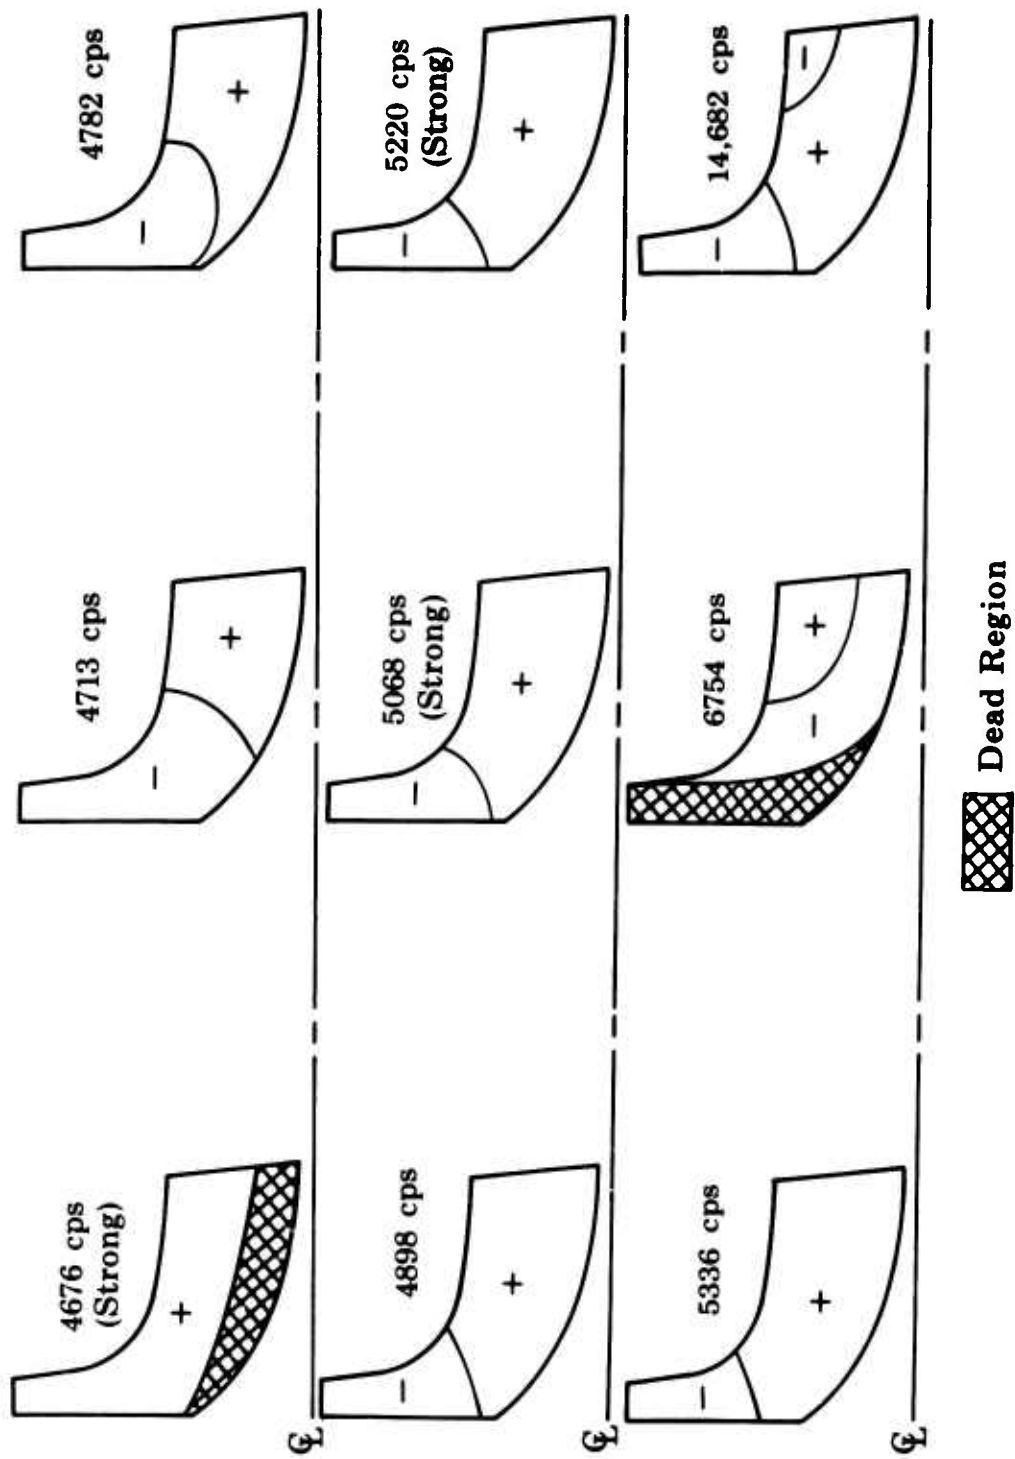 4676 cps
(Strong)
+
4713 cps
−
+
4782 cps
−
+
℄
4898 cps
−
+
5068 cps
(Strong)
−
+
5220 cps
(Strong)
−
+
℄
5336 cps
−
+
6754 cps
−
+
14,682 cps
−
+
−
℄
Dead Region